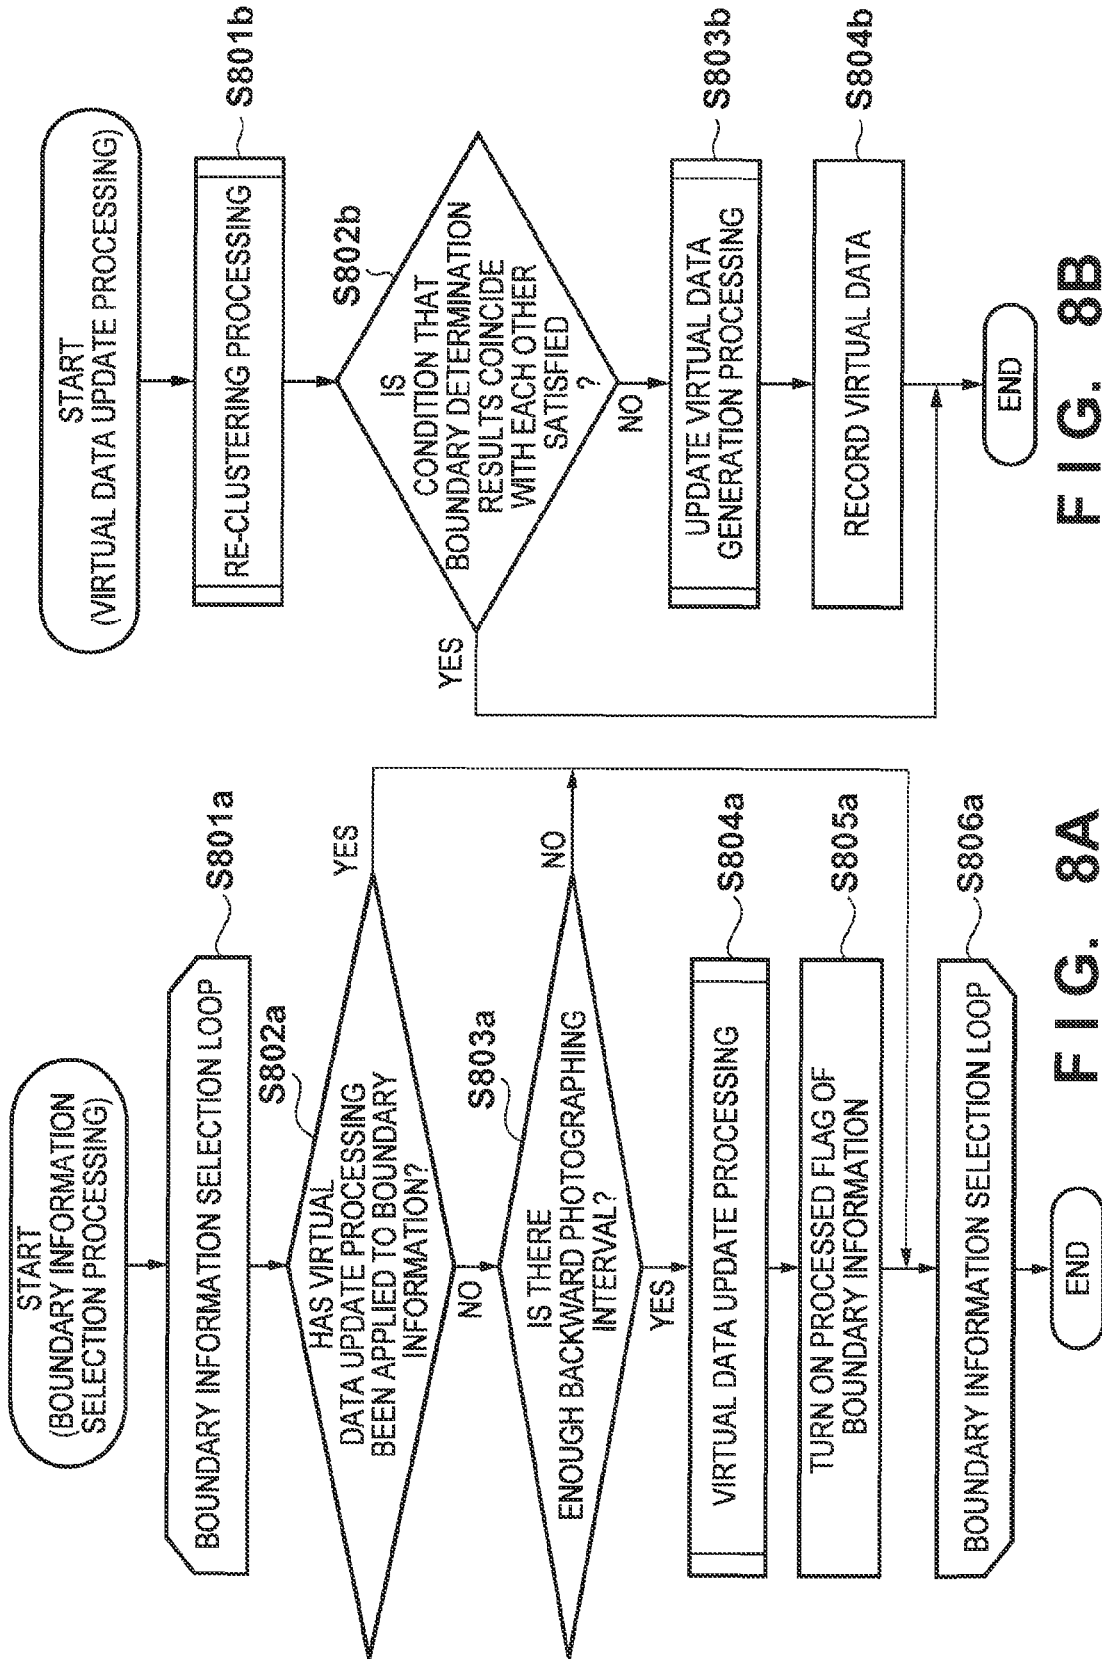 START
(BOUNDARY INFORMATION
SELECTION PROCESSING)
BOUNDARY INFORMATION SELECTION LOOP
S801a
S802a
HAS VIRTUAL
DATA UPDATE PROCESSING
BEEN APPLIED TO BOUNDARY
INFORMATION?
YES
NO
S803a
IS THERE
ENOUGH BACKWARD PHOTOGRAPHING
INTERVAL?
NO
YES
VIRTUAL DATA UPDATE PROCESSING
S804a
TURN ON PROCESSED FLAG OF
BOUNDARY INFORMATION
S805a
BOUNDARY INFORMATION SELECTION LOOP
S806a
END
FIG. 8A
START
(VIRTUAL DATA UPDATE PROCESSING)
RE-CLUSTERING PROCESSING
S801b
S802b
IS
CONDITION THAT
BOUNDARY DETERMINATION
RESULTS COINCIDE
WITH EACH OTHER
SATISFIED
?
YES
NO
UPDATE VIRTUAL DATA
GENERATION PROCESSING
S803b
RECORD VIRTUAL DATA
S804b
END
FIG. 8B